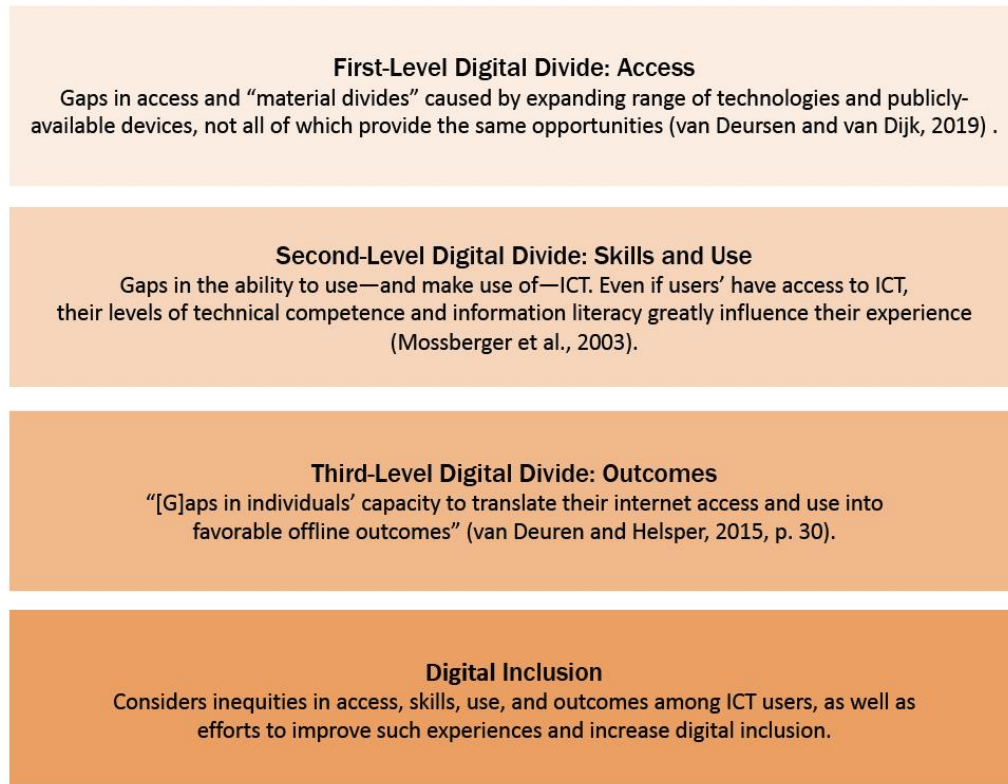 First-Level Digital Divide: Access
Gaps in access and “material divides” caused by expanding range of technologies and publicly-
available devices, not all of which provide the same opportunities (van Deursen and van Dijk, 2019) .
Second-Level Digital Divide: Skills and Use
Gaps in the ability to use—and make use of—ICT. Even if users’ have access to ICT,
their levels of technical competence and information literacy greatly influence their experience
(Mossberger et al., 2003).
Third-Level Digital Divide: Outcomes
“[G]aps in individuals’ capacity to translate their internet access and use into
favorable offline outcomes” (van Deuren and Helsper, 2015, p. 30).
Digital Inclusion
Considers inequities in access, skills, use, and outcomes among ICT users, as well as
efforts to improve such experiences and increase digital inclusion.